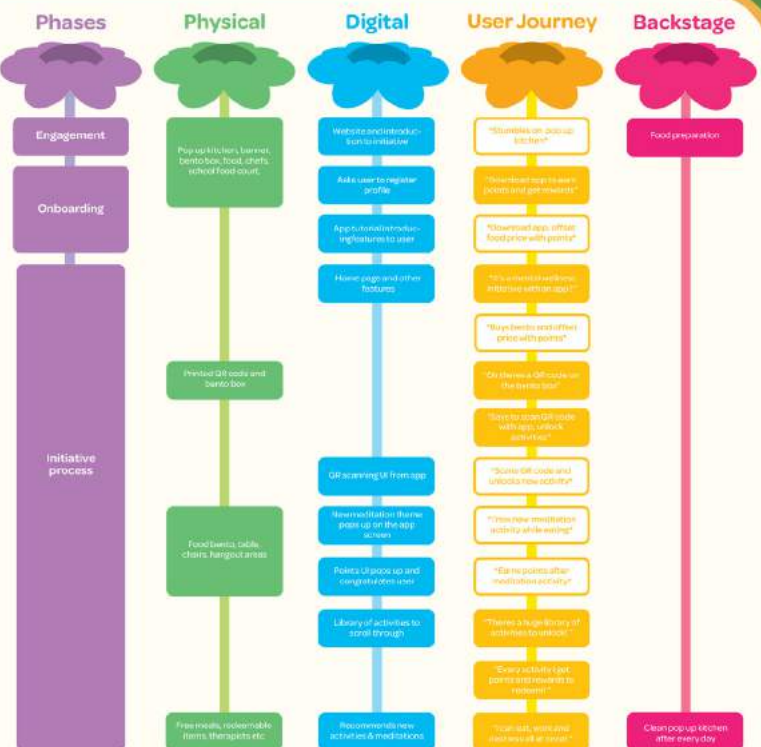 Phases
Physical
Digital
User Journey
Backstage
Engagement
Onboarding
Initiative
process
Pop up kitchen, banner,
bento box, food, chefs,
school food court.
Printed QR code and
bento box
Food bento, table,
chairs, hangout areas
Free meals, redeemable
items, therapists etc
Website and introduc-
tion to initiative
Asks user to register
profile
App tutorial introduc-
ing features to user
Home page and other
features
QR scanning UI from app
New meditation theme
pops up on the app
screen
Points UI pops up and
congratulates user
Library of activities to
scroll through
Recommends new
activities & meditations
*Stumbles on pop up
kitchen*
"Download app to earn
points and get rewards"
*Download app, offset
food price with points*
"It's a mental wellness
initiative with an app!"
*Buys bento and offset
price with points*
"Oh theres a QR code on
the bento box"
"Says to scan QR code
with app, unlock
activities"
*Scans QR code and
unlocks new activity*
*Tries new meditation
activity while eating*
*Earns points after
meditation activity*
"Theres a huge library of
activities to unlock!"
"Every activity I get
points and rewards to
redeem!"
"I can eat, work and
at once!"
Food preparation
Clean pop up kitchen
after every day